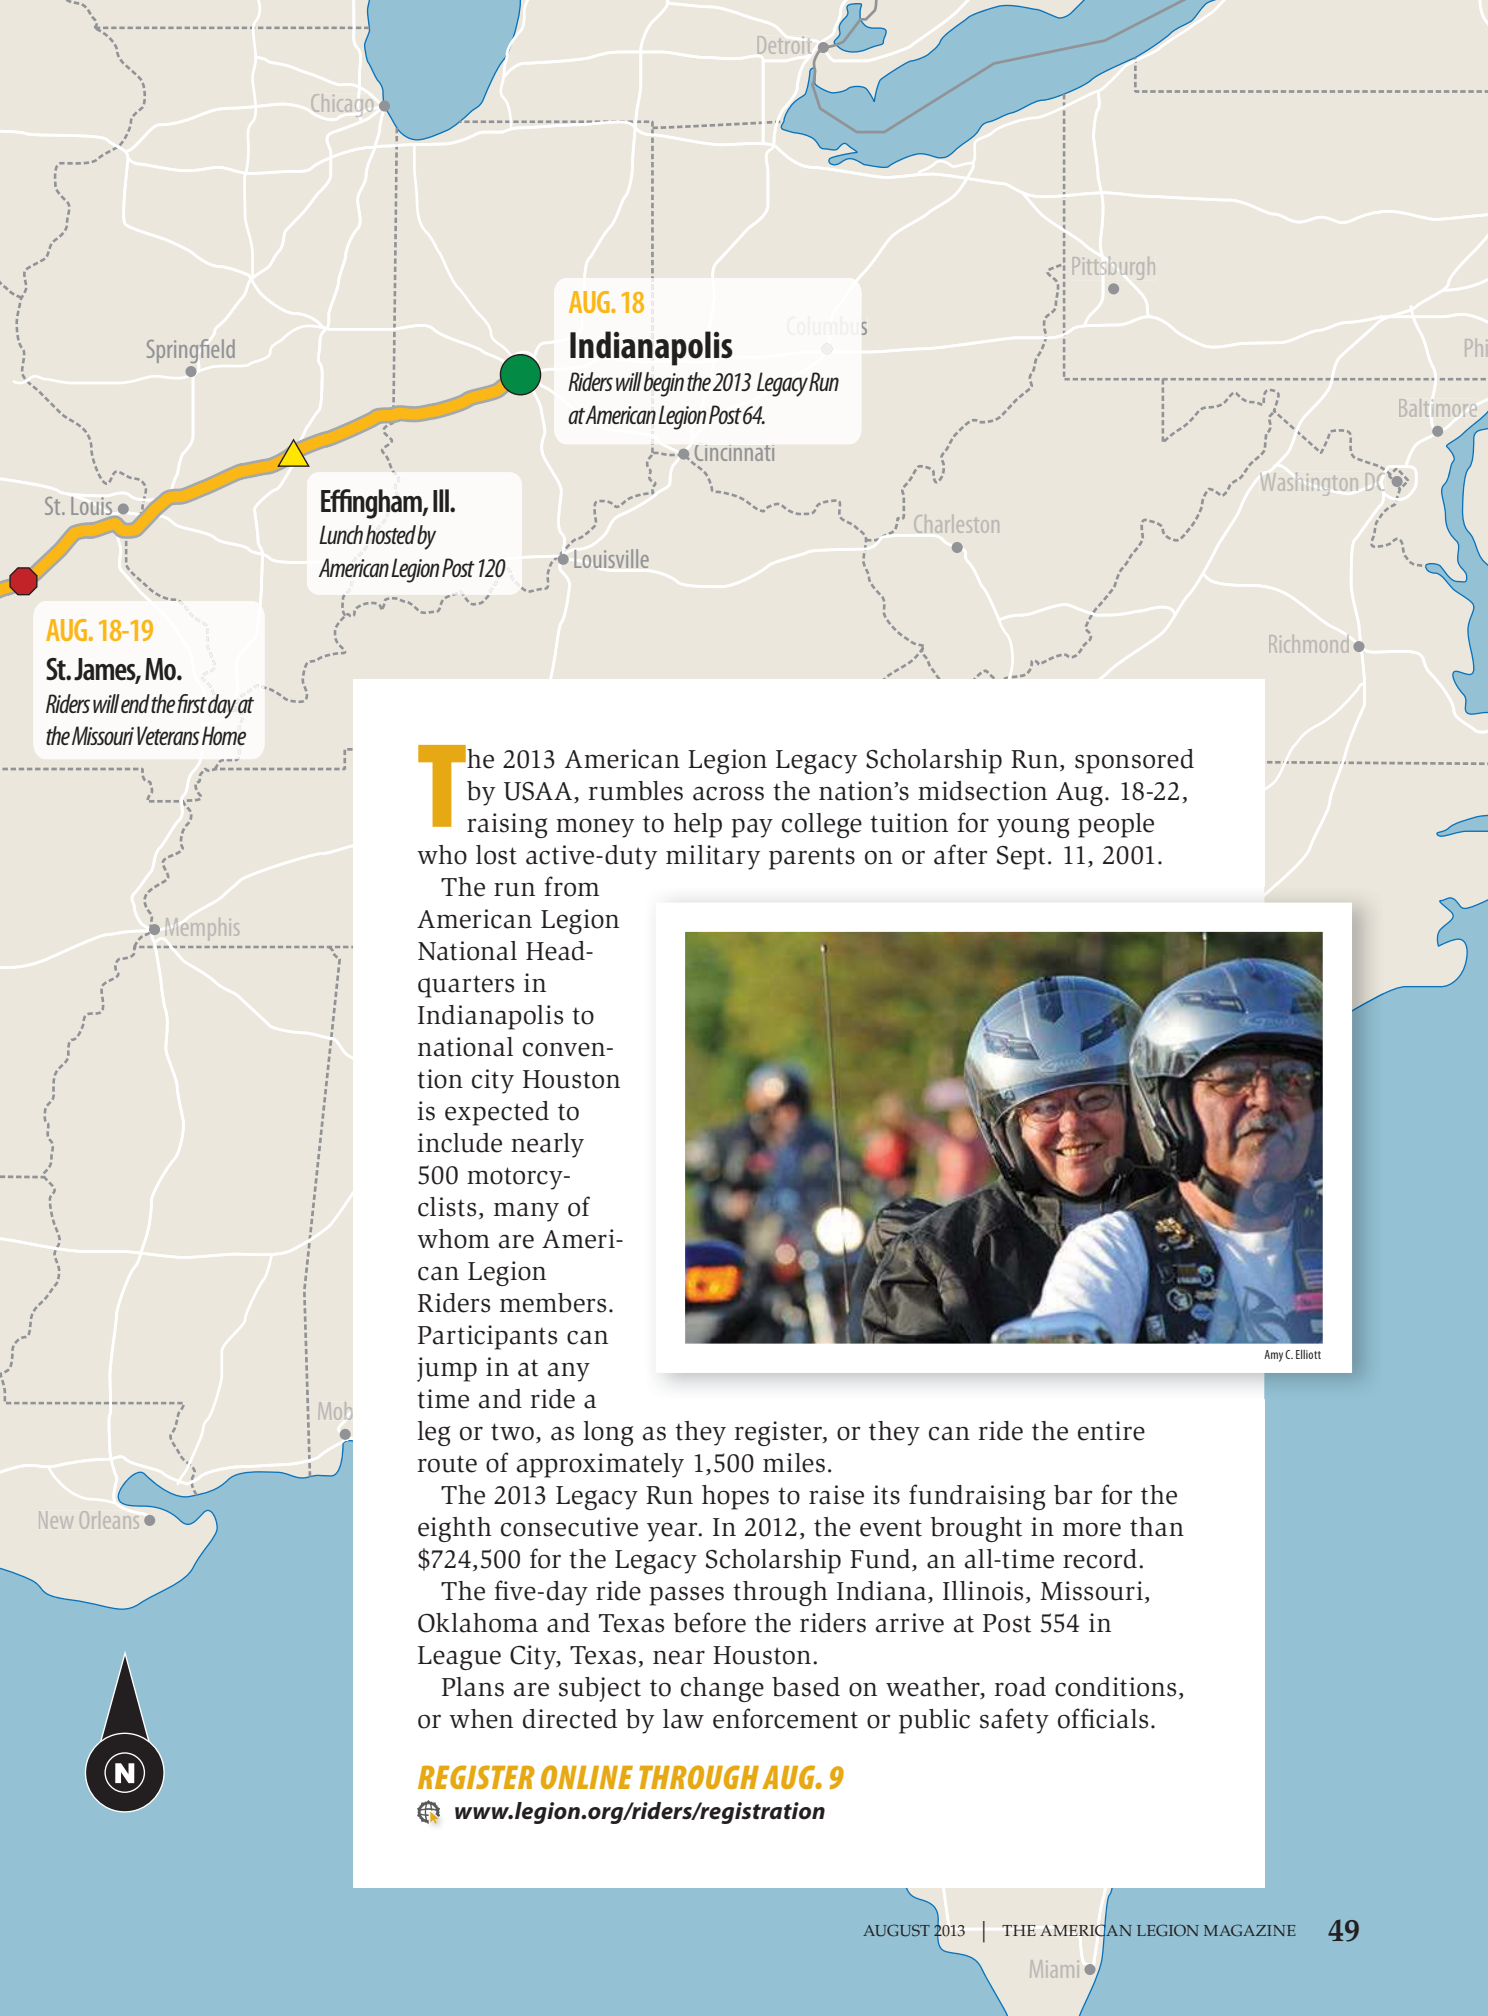 Detroit
Chicago
Pittsburgh
AUG. 18
Indianapolis
Riders will begin the 2013 Legacy Run
at American Legion Post 64.
Columbus
Springfield
Phi
Baltimore
Cincinnati
Washington DC
Effingham, Ill.
Lunch hosted by
American Legion Post 120
St. Louis
Charleston
Louisville
AUG. 18-19
St. James, Mo.
Riders will end the first day at
the Missouri Veterans Home
Richmond
Memphis
Mob
New Orleans
N
The 2013 American Legion Legacy Scholarship Run, sponsored
by USAA, rumbles across the nation’s midsection Aug. 18-22,
raising money to help pay college tuition for young people
who lost active-duty military parents on or after Sept. 11, 2001.
The run from
American Legion
National Head-
quarters in
Indianapolis to
national conven-
tion city Houston
is expected to
include nearly
500 motorcy-
clists, many of
whom are Ameri-
can Legion
Riders members.
Participants can
jump in at any
time and ride a
leg or two, as long as they register, or they can ride the entire
route of approximately 1,500 miles.
The 2013 Legacy Run hopes to raise its fundraising bar for the
eighth consecutive year. In 2012, the event brought in more than
$724,500 for the Legacy Scholarship Fund, an all-time record.
The five-day ride passes through Indiana, Illinois, Missouri,
Oklahoma and Texas before the riders arrive at Post 554 in
League City, Texas, near Houston.
Plans are subject to change based on weather, road conditions,
or when directed by law enforcement or public safety officials.
REGISTER ONLINE THROUGH AUG. 9
www.legion.org/riders/registration
Amy C. Elliott
AUGUST 2013 | THE AMERICAN LEGION MAGAZINE 49
Miami